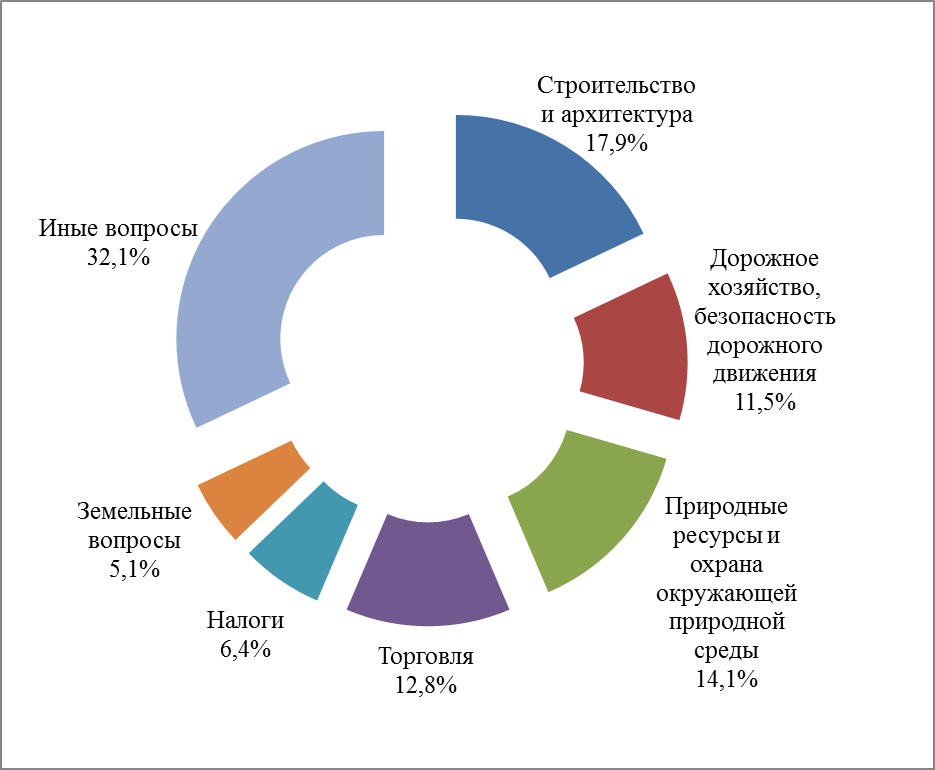 Строительство
и архитектура
17,9%
Дорожное
хозяйство,
безопасность
дорожного
движения
11,5%
Природные
ресурсы и
охрана
окружающей
природной
среды
14,1%
Торговля
12,8%
Налоги
6,4%
Земельные
вопросы
5,1%
Иные вопросы
32,1%